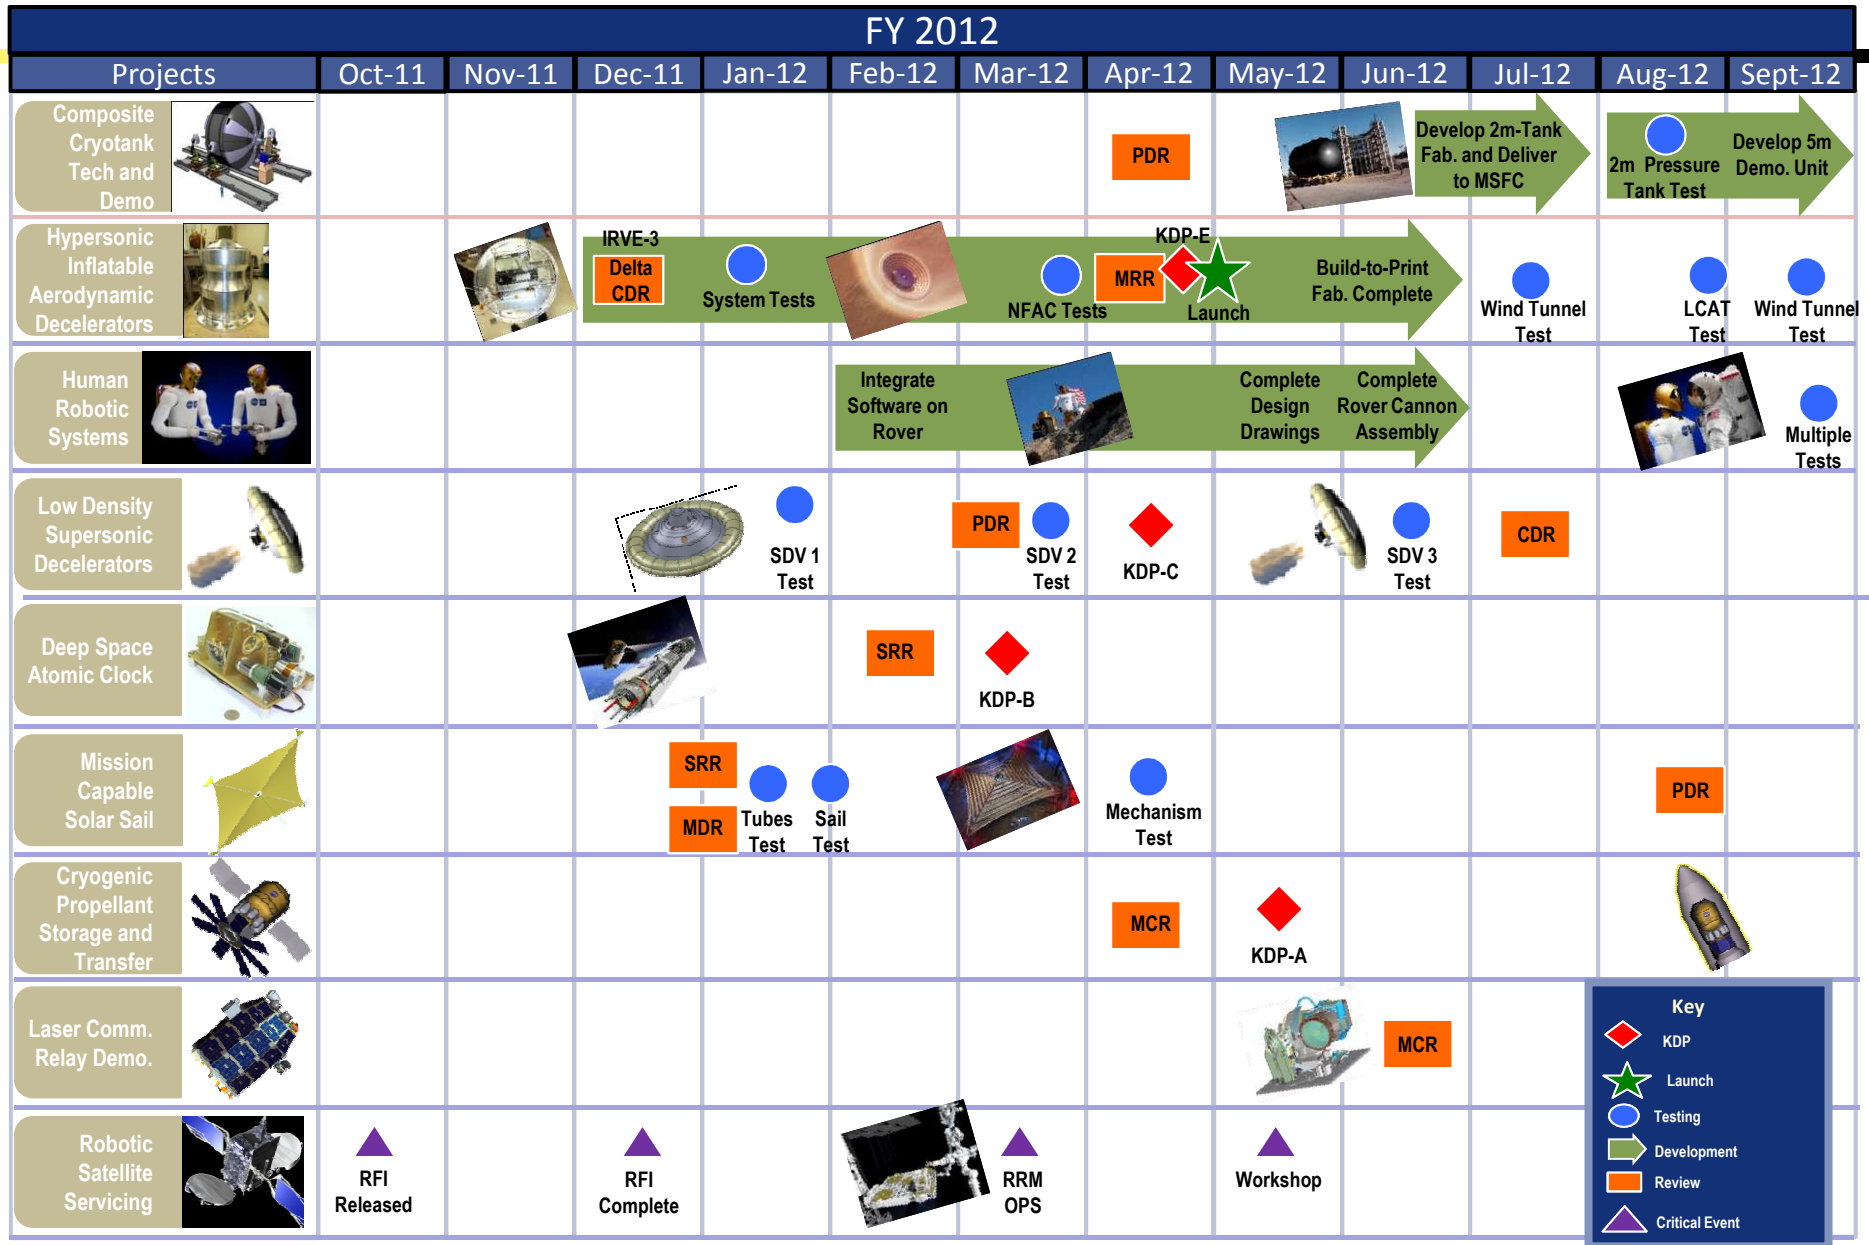 FY 2012
Projects
Oct-11
Nov-11
Dec-11
Jan-12
Feb-12
Mar-12
Apr-12
May-12
Jun-12
Jul-12
Aug-12
Sept-12
Composite
Cryotank
Tech and
Demo
PDR
Develop 2m-Tank
Fab. and Deliver
to MSFC
2m Pressure
Tank Test
Develop 5m
Demo. Unit
Hypersonic
Inflatable
Aerodynamic
Decelerators
IRVE-3
Delta
CDR
System Tests
NFAC Tests
MRR
KDP-E
Launch
Build-to-Print
Fab. Complete
Wind Tunnel
Test
LCAT
Test
Wind Tunnel
Test
Human
Robotic
Systems
Integrate
Software on
Rover
Complete
Design
Drawings
Complete
Rover Cannon
Assembly
Multiple
Tests
Low Density
Supersonic
Decelerators
SDV 1
Test
PDR
SDV 2
Test
KDP-C
SDV 3
Test
CDR
Deep Space
Atomic Clock
SRR
KDP-B
Mission
Capable
Solar Sail
SRR
MDR
Tubes
Test
Sail
Test
Mechanism
Test
PDR
Cryogenic
Propellant
Storage and
Transfer
MCR
KDP-A
Laser Comm.
Relay Demo.
MCR
Robotic
Satellite
Servicing
RFI
Released
RFI
Complete
RRM
OPS
Workshop
Key
KDP
Launch
Testing
Development
Review
Critical Event